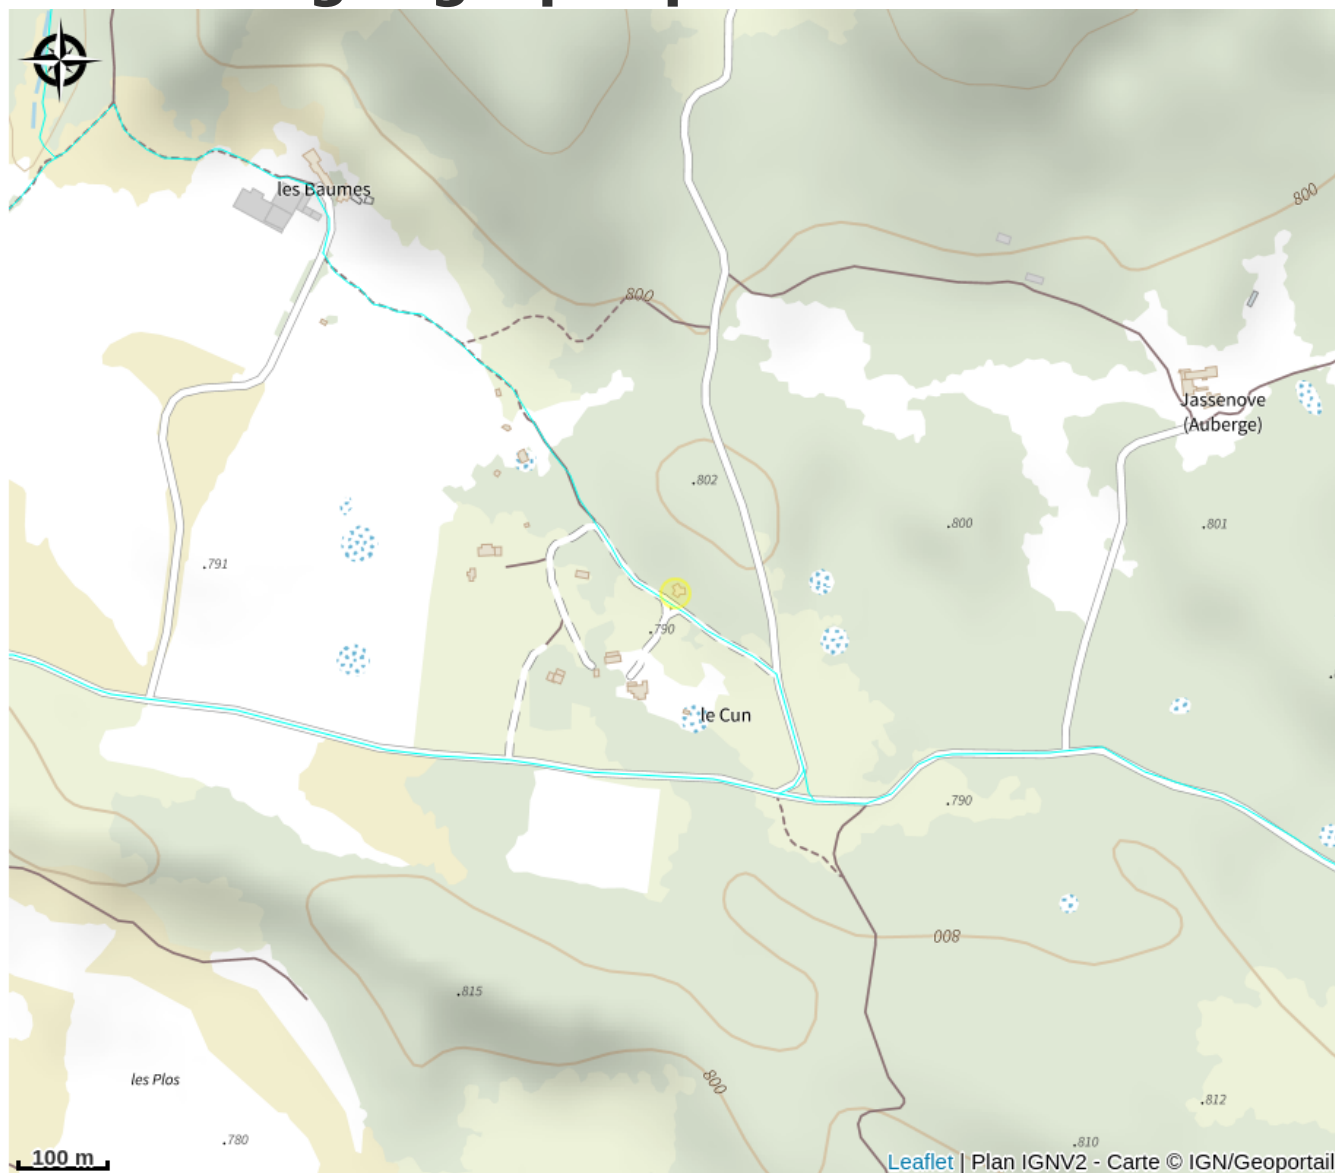 les Baumes
800
800
Jassenove
(Auberge)
.802
.800
.801
.791
.790
le Cun
.790
800
.815
800
les Plos
.812
.780
.810
100 m
Leaflet | Plan IGNV2 - Carte © IGN/Geoportail